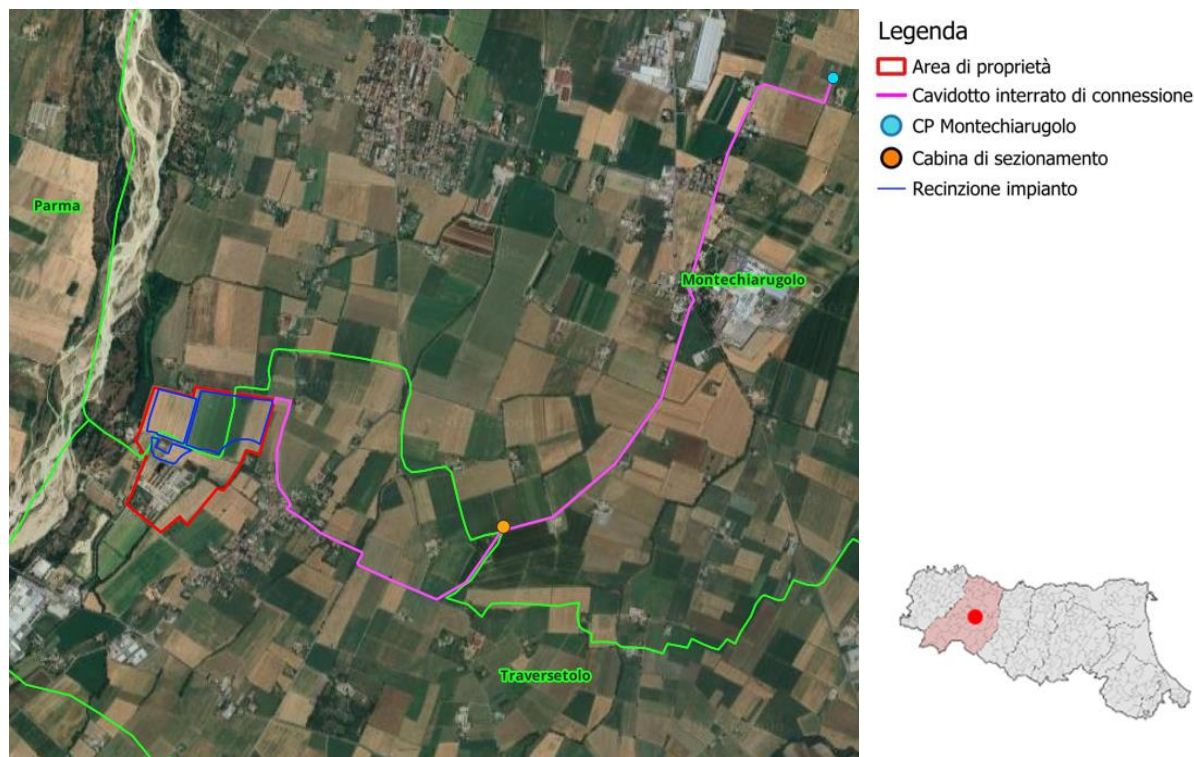 Parma
Montechiarugolo
Traversetolo
Legenda
Area di proprietà
Cavidotto interrato di connessione
CP Montechiarugolo
Cabina di sezionamento
Recinzione impianto